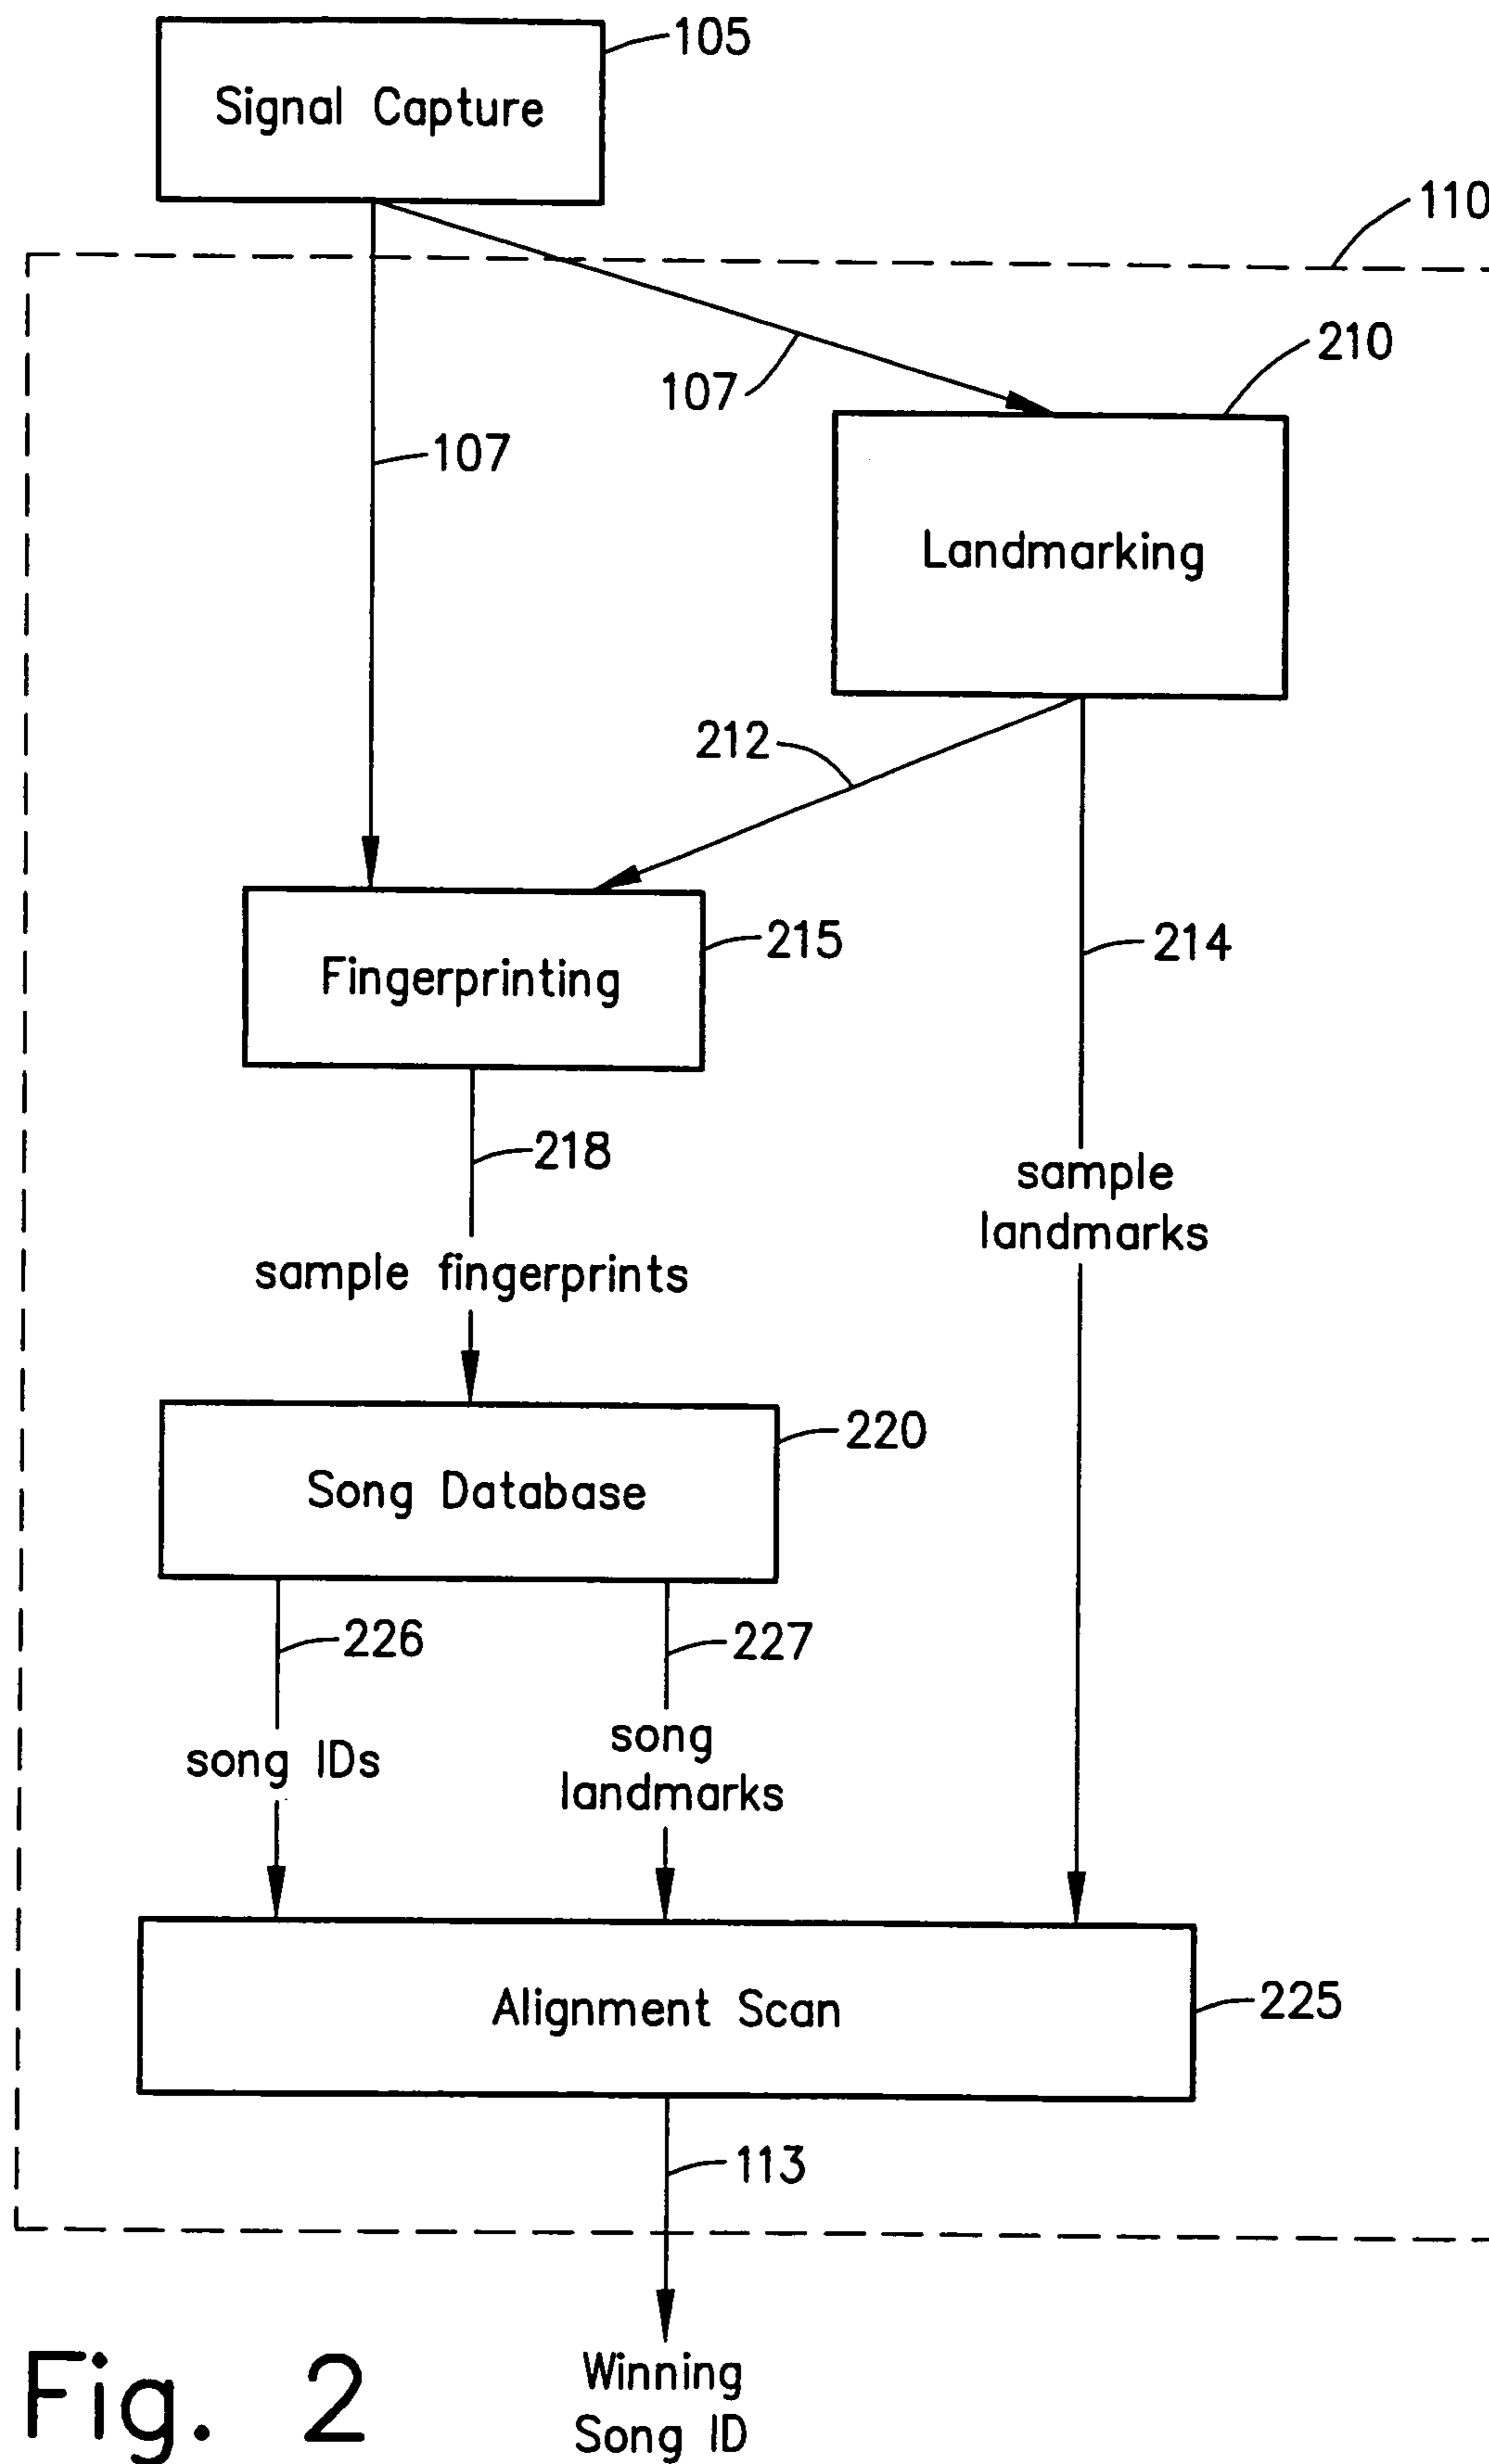 105
Signal Capture
110
210
107
107
Landmarking
212
215
214
Fingerprinting
218
sample
landmarks
sample fingerprints
220
Song Database
226
227
song IDs
song
landmarks
Alignment Scan
225
113
Winning
Song ID
Fig. 2